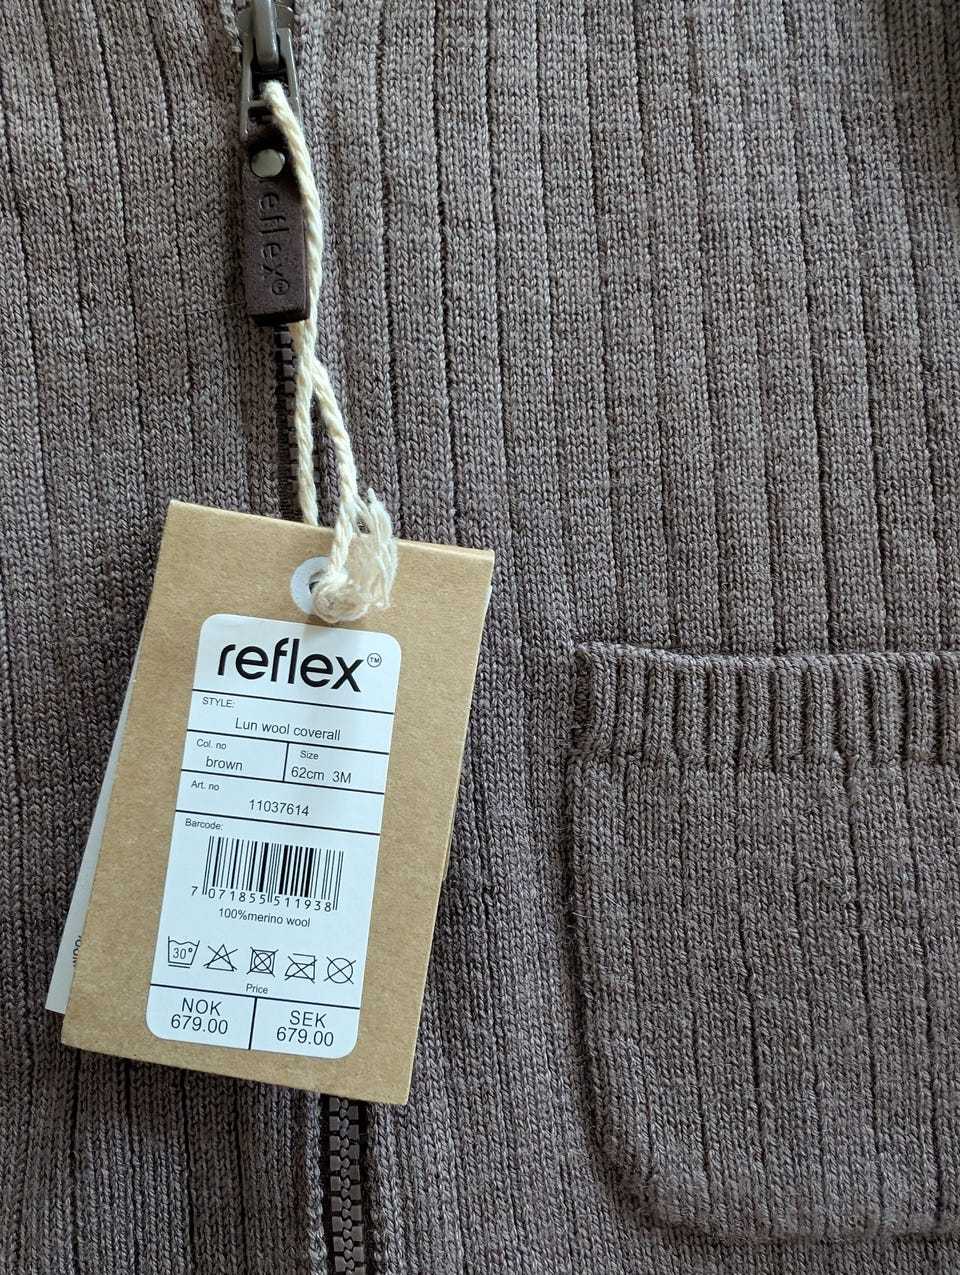 eflex®
reflex™
STYLE:
Lun wool coverall
Col. no
brown
Size
62cm 3M
Art. no
11037614
Barcode:
7 071855 511938
100%merino wool
30°
Price
NOK
679.00
SEK
679.00